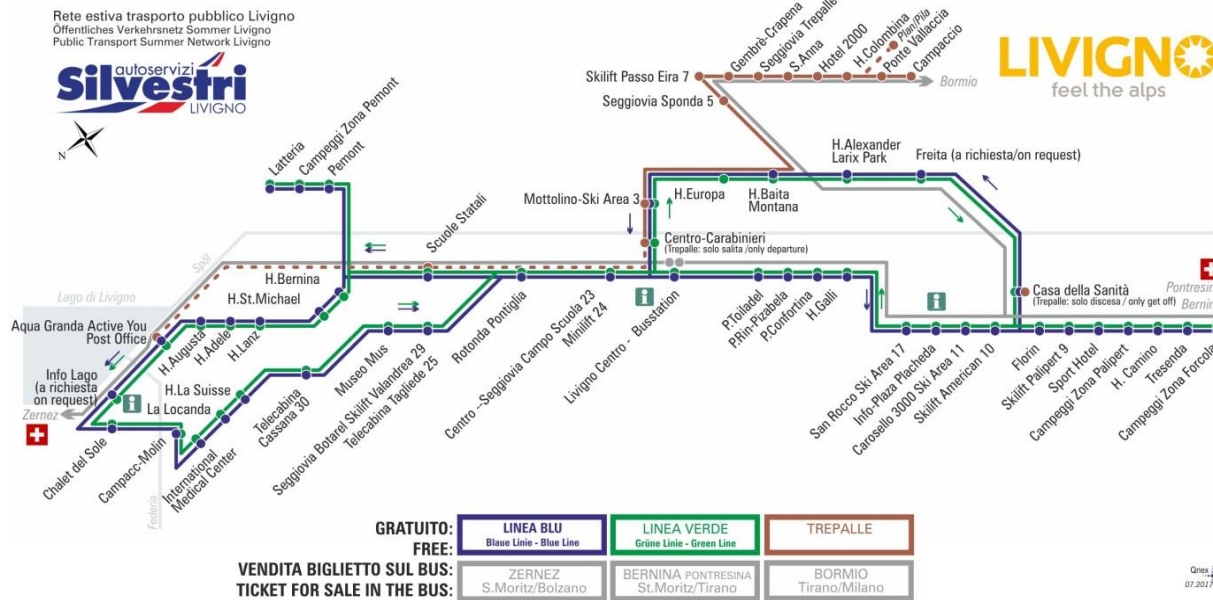 Rete estiva trasporto pubblico Livigno
Öffentliches Verkehrsnetz Sommer Livigno
Public Transport Summer Network Livigno
autoservizi
Silvestri
LIVIGNO
N
LIVIGNO
feel the alps
Skilift Passo Eira 7
Gembrè-Crapena
Seggiovia Trepalle
S.Anna
Hotel 2000
H.Colombina
Plan/Pila
Ponte Vallaccia
Campaccio
Bormio
Seggiovia Sponda 5
Latteria
Campeggi Zona Pemont
Pemont
H.Alexander
Larix Park
Freita (a richiesta/on request)
Mottolino-Ski Area 3
H.Europa
H.Baita
Montana
Scuole Statali
Centro-Carabinieri
(Trepalle: solo salita /only departure)
Spöl
Lago di Livigno
H.Bernina
H.St.Michael
Casa della Sanità
(Trepalle: solo discesa / only get off)
Pontresin
Bernin
Aqua Granda Active You
Post Office
H.Augusta
H.Adele
H.Lanz
Info Lago
(a richiesta
on request)
Zernez
H.La Suisse
La Locanda
Chalet del Sole
Campacc-Molin
International
Medical Center
Federia
Telecabina
Cassana 30
Museo Mus
Seggiovia Botarel Skilift Valandrea 29
Telecabina Tagliede 25
Rotonda Pontiglia
Centro –Seggiovia Campo Scuola 23
Minilift 24
i
Livigno Centro - Busstation
P.Toiladel
P.Rin-Pizabela
P.Confortina
H.Galli
i
San Rocco Ski Area 17
Info-Plaza Placheda
Carosello 3000 Ski Area 11
Skilift American 10
Florin
Skilift Palipert 9
Sport Hotel
Campeggi Zona Palipert
H. Camino
Tresenda
Campeggi Zona Forcola
i
GRATUITO:
FREE:
LINEA BLU
Blaue Linie - Blue Line
LINEA VERDE
Grüne Linie - Green Line
TREPALLE
VENDITA BIGLIETTO SUL BUS:
TICKET FOR SALE IN THE BUS:
ZERNEZ
S.Moritz/Bolzano
BERNINA PONTRESINA
St.Moritz/Tirano
BORMIO
Tirano/Milano
Qnex
07.2017